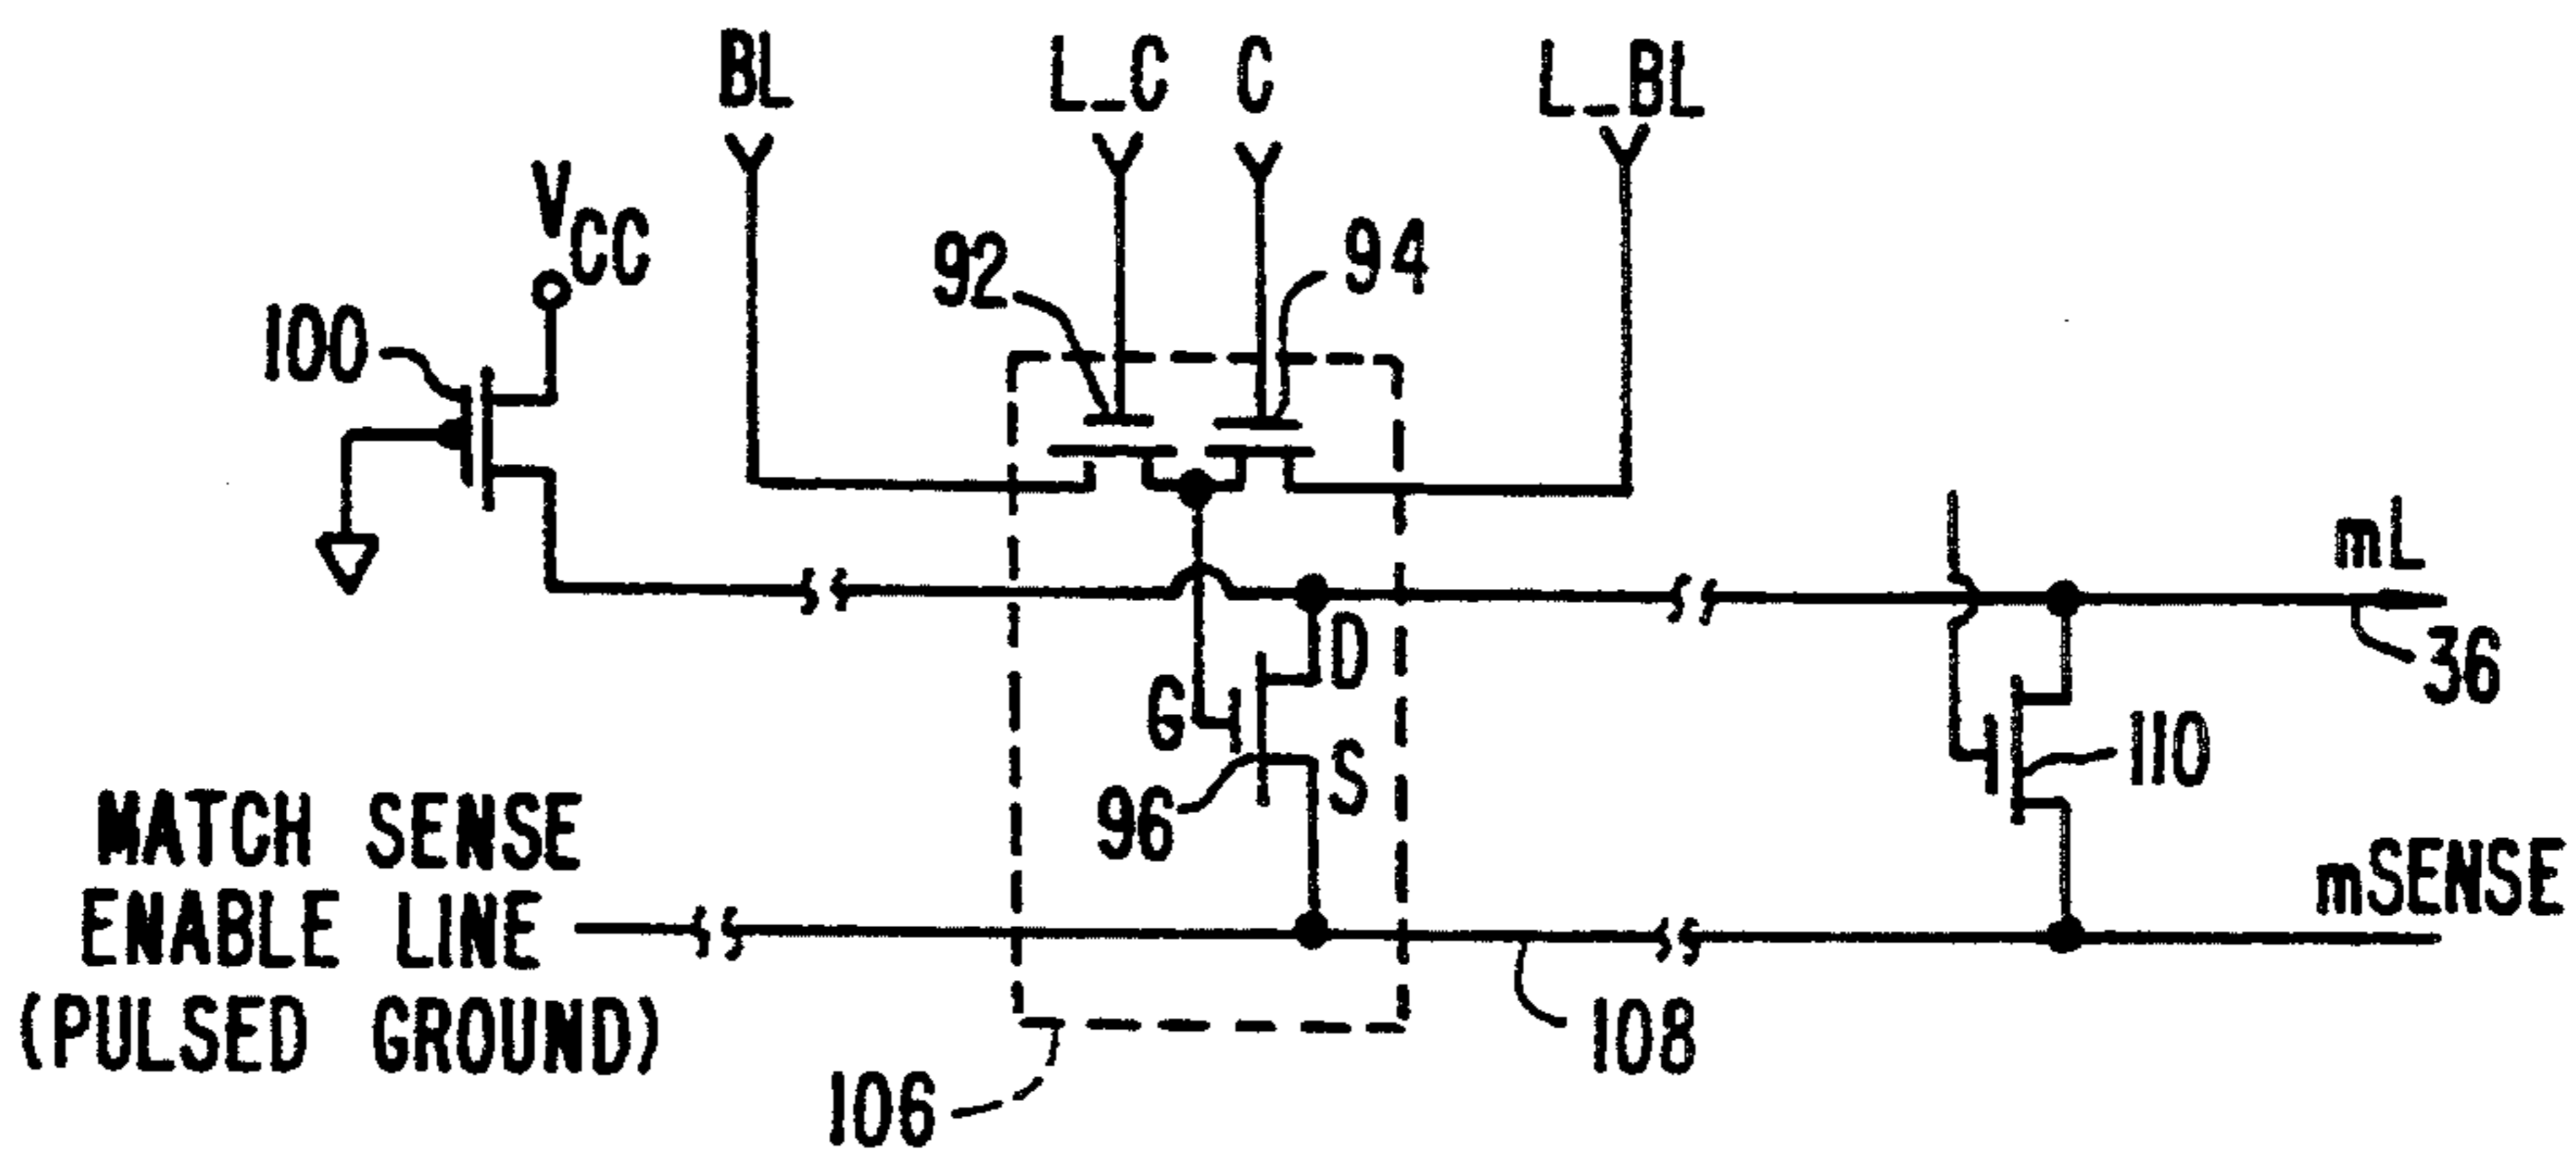 BL
L_C
C
L_BL
VCC
92
94
100
mL
D
36
G
110
S
96
MATCH SENSE
ENABLE LINE
(PULSED GROUND)
mSENSE
108
106